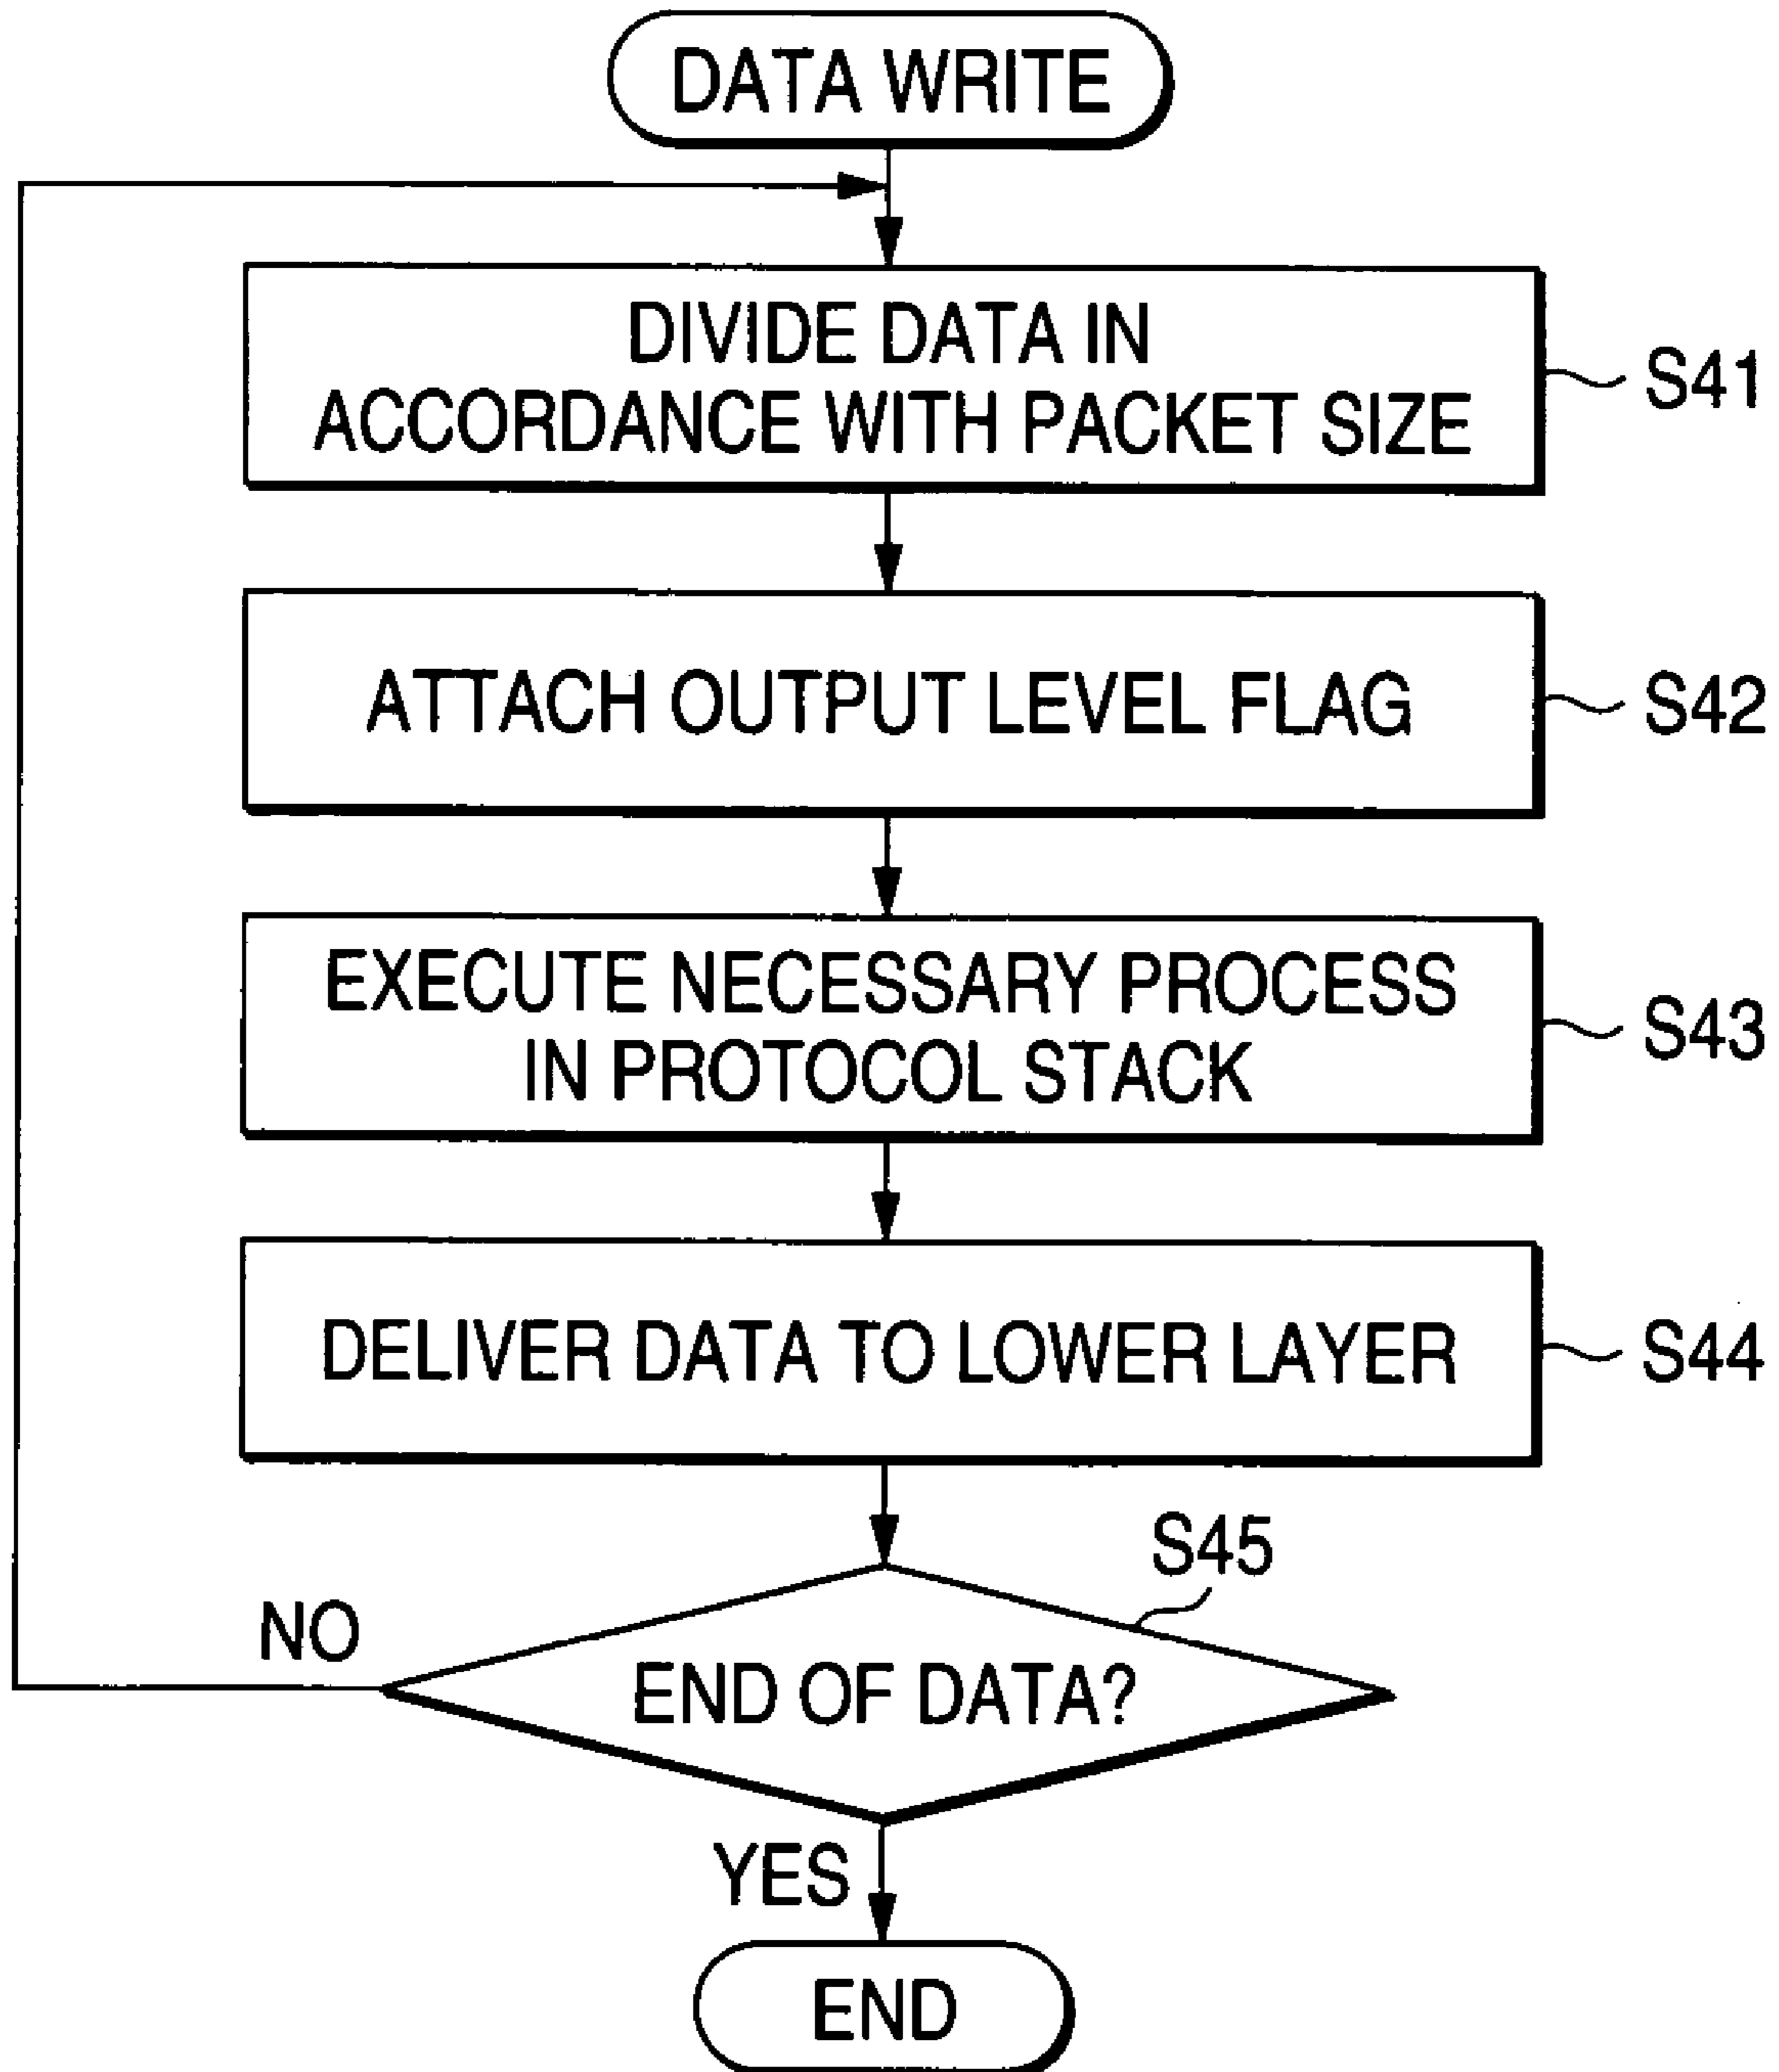 DATA WRITE
DIVIDE DATA IN
ACCORDANCE WITH PACKET SIZE
S41
ATTACH OUTPUT LEVEL FLAG
S42
EXECUTE NECESSARY PROCESS
IN PROTOCOL STACK
S43
DELIVER DATA TO LOWER LAYER
S44
S45
NO
END OF DATA?
YES
END